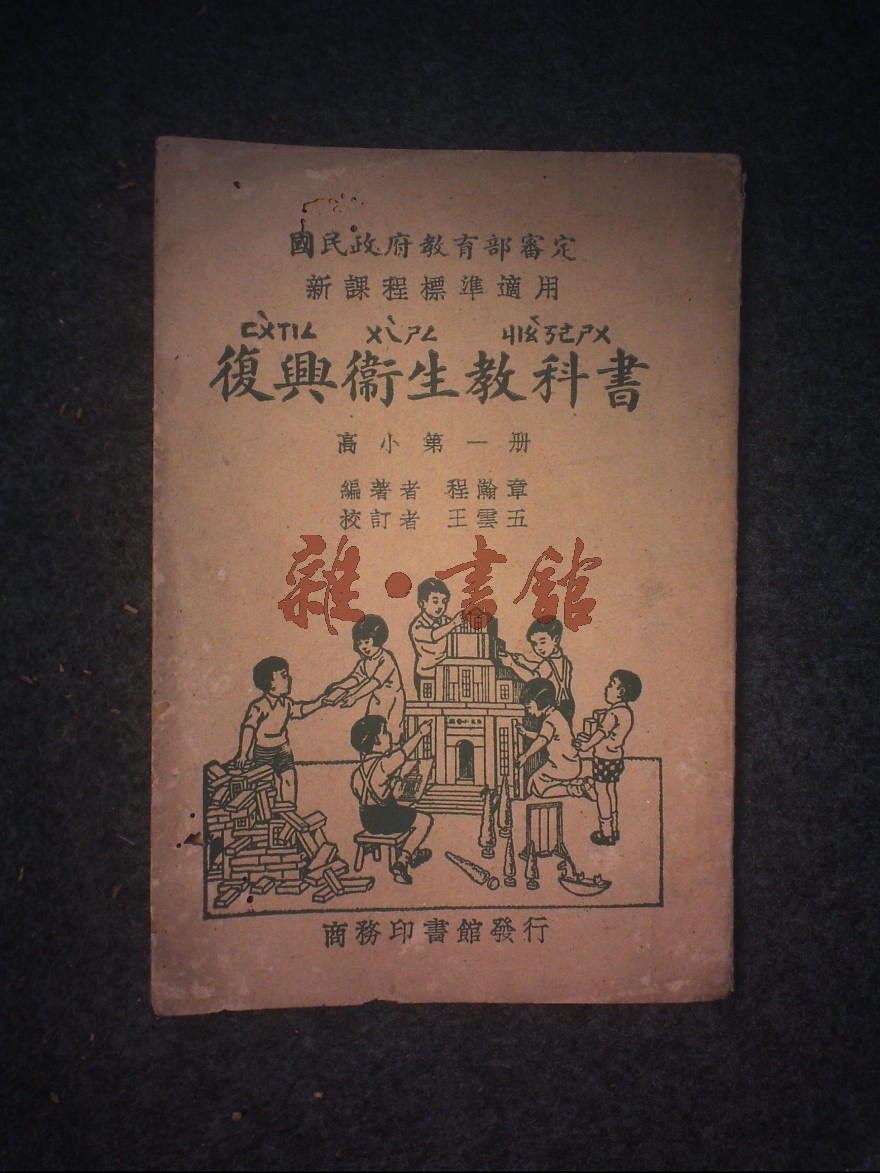 國民政府教育部審定
新課程標準適用
ㄈㄨˋㄒㄧㄥ ㄨㄟˋㄕㄥ ㄐㄧㄠˋㄎㄜㄕㄨ
復興衞生教科書
高小第一册
編著者 程瀚章
校訂者 王雲五
雜·書館
商務印書館發行